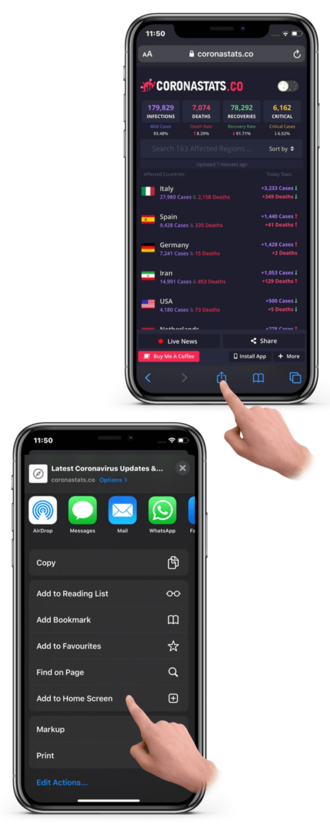 11:50
AA coronastats.co
CORONASTATS.CO
179,829 7,074 78,292 6,162
INFECTIONS DEATHS RECOVERIES CRITICAL
Mild Cases Death Rate Recovery Rate Critical Cases
93.48% 8.29% 91.71% 6.52%
Search 163 Affected Regions ... Sort by
Updated 7 minutes ago
Affected Countries Today Stats
Italy +3,233 Cases
27,980 Cases & 2,158 Deaths +349 Deaths
Spain +1,440 Cases
9,428 Cases & 335 Deaths +41 Deaths
Germany +1,428 Cases
7,241 Cases & 15 Deaths +3 Deaths
Iran +1,053 Cases
14,991 Cases & 853 Deaths +129 Deaths
USA +500 Cases
4,180 Cases & 73 Deaths +5 Deaths
Netherlands +278 Cases
Live News Share
Buy Me A Coffee Install App + More
11:50
Latest Coronavirus Updates &...
coronastats.co Options >
AirDrop Messages Mail WhatsApp
Copy
Add to Reading List
Add Bookmark
Add to Favourites
Find on Page
Add to Home Screen
Markup
Print
Edit Actions...